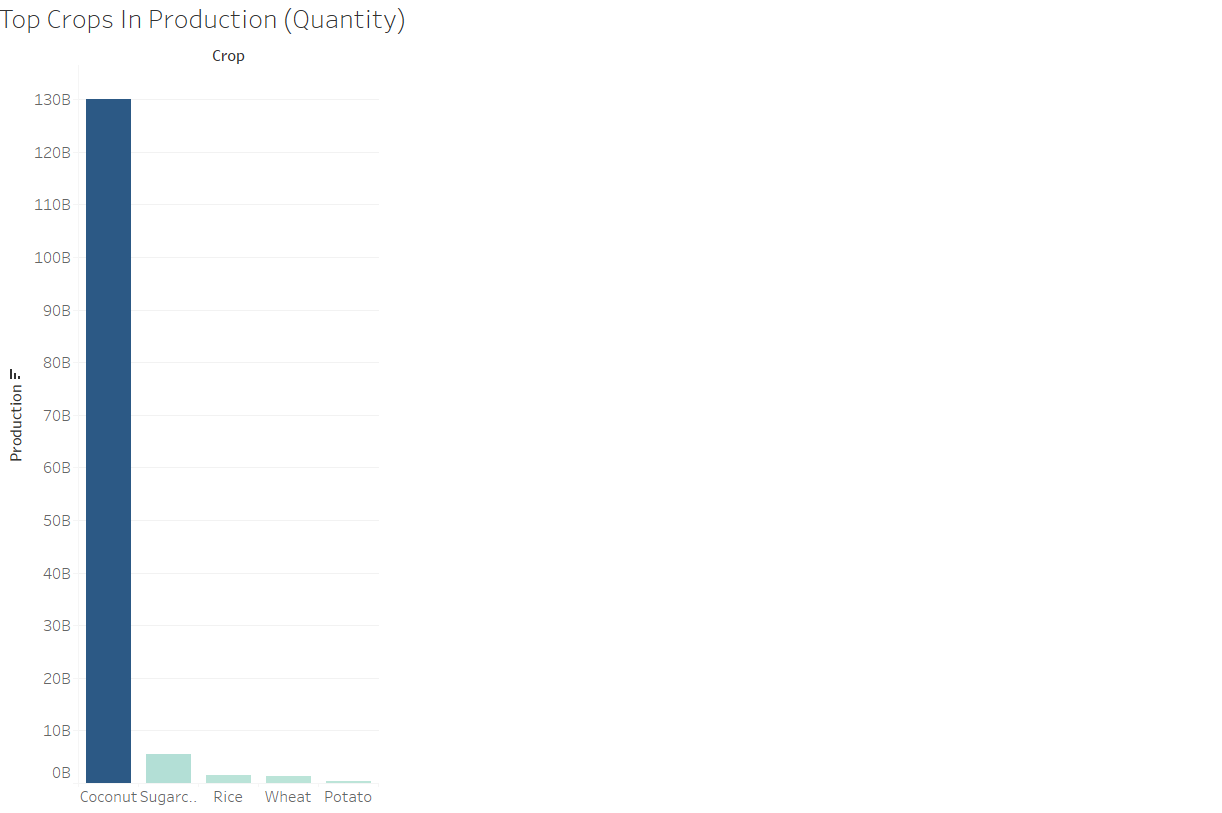 Top Crops In Production (Quantity)
Crop
130B
120B
110B
100B
90B
80B
70B
60B
50B
40B
30B
20B
10B
0B
Production
Coconut Sugarc.. Rice Wheat Potato